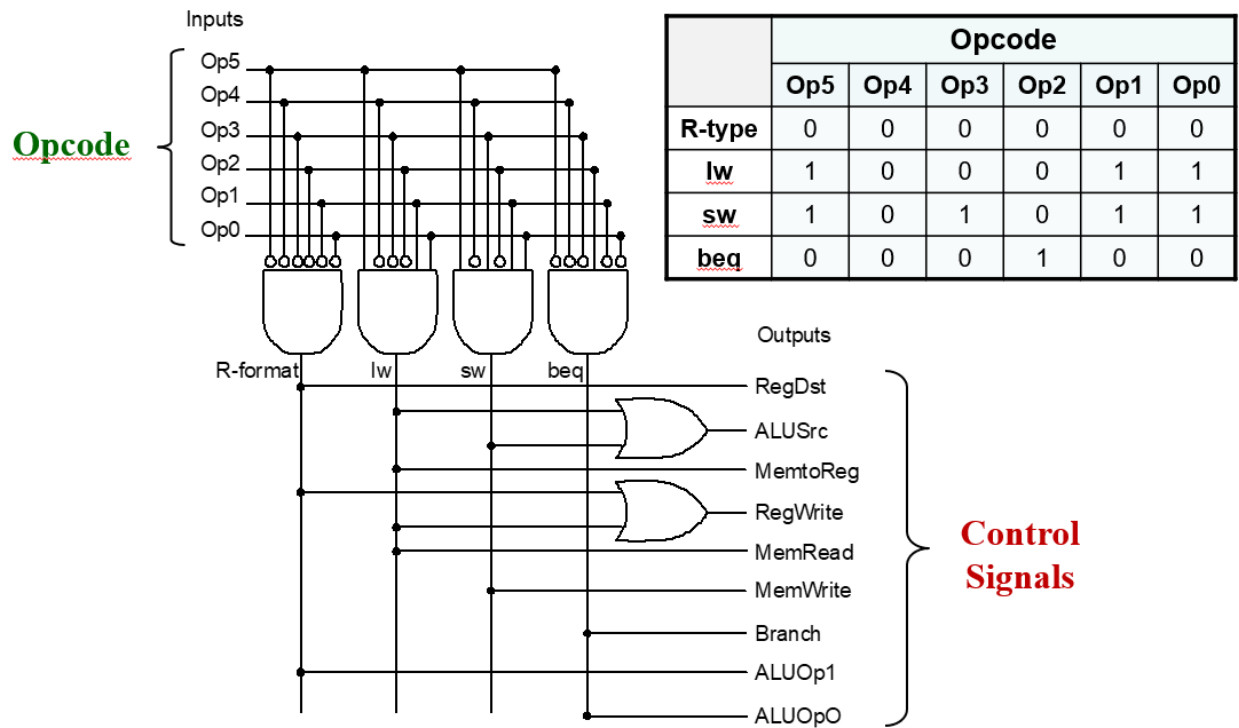 Inputs
Op5
Op4
Op3
Op2
Op1
Op0
Opcode
Opcode
Op5 Op4 Op3 Op2 Op1 Op0
R-type 0 0 0 0 0 0
lw 1 0 0 0 1 1
sw 1 0 1 0 1 1
beq 0 0 0 1 0 0
R-format lw sw beq
Outputs
RegDst
ALUSrc
MemtoReg
RegWrite
MemRead
MemWrite
Branch
ALUOp1
ALUOpO
Control
Signals